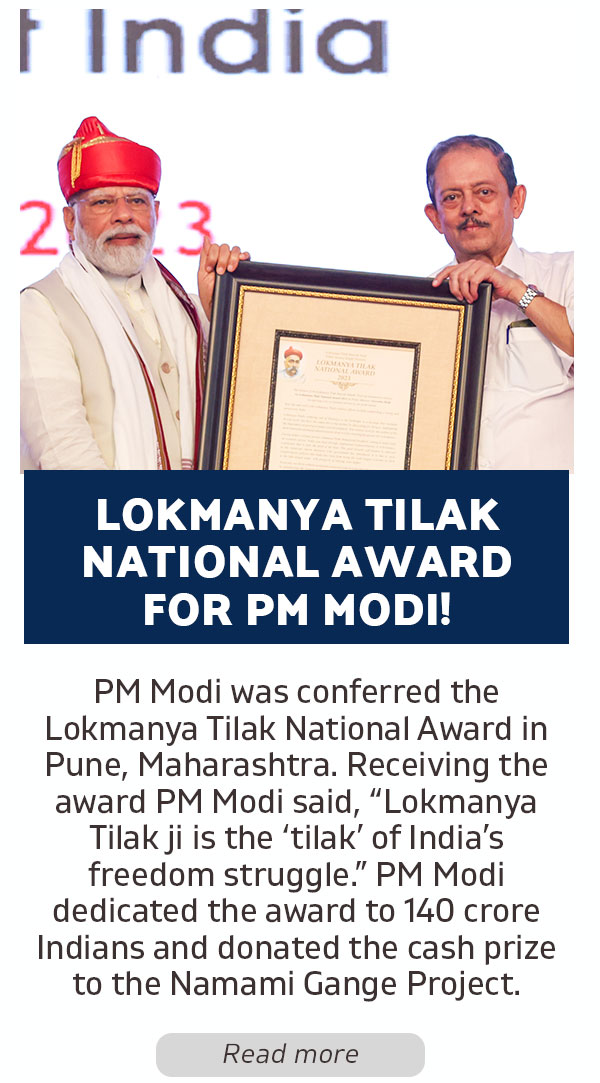 t India
2023
LOKMANYA TILAK
NATIONAL AWARD
2023
LOKMANYA TILAK
NATIONAL AWARD
FOR PM MODI!
PM Modi was conferred the
Lokmanya Tilak National Award in
Pune, Maharashtra. Receiving the
award PM Modi said, “Lokmanya
Tilak ji is the ‘tilak’ of India’s
freedom struggle.” PM Modi
dedicated the award to 140 crore
Indians and donated the cash prize
to the Namami Gange Project.
Read more